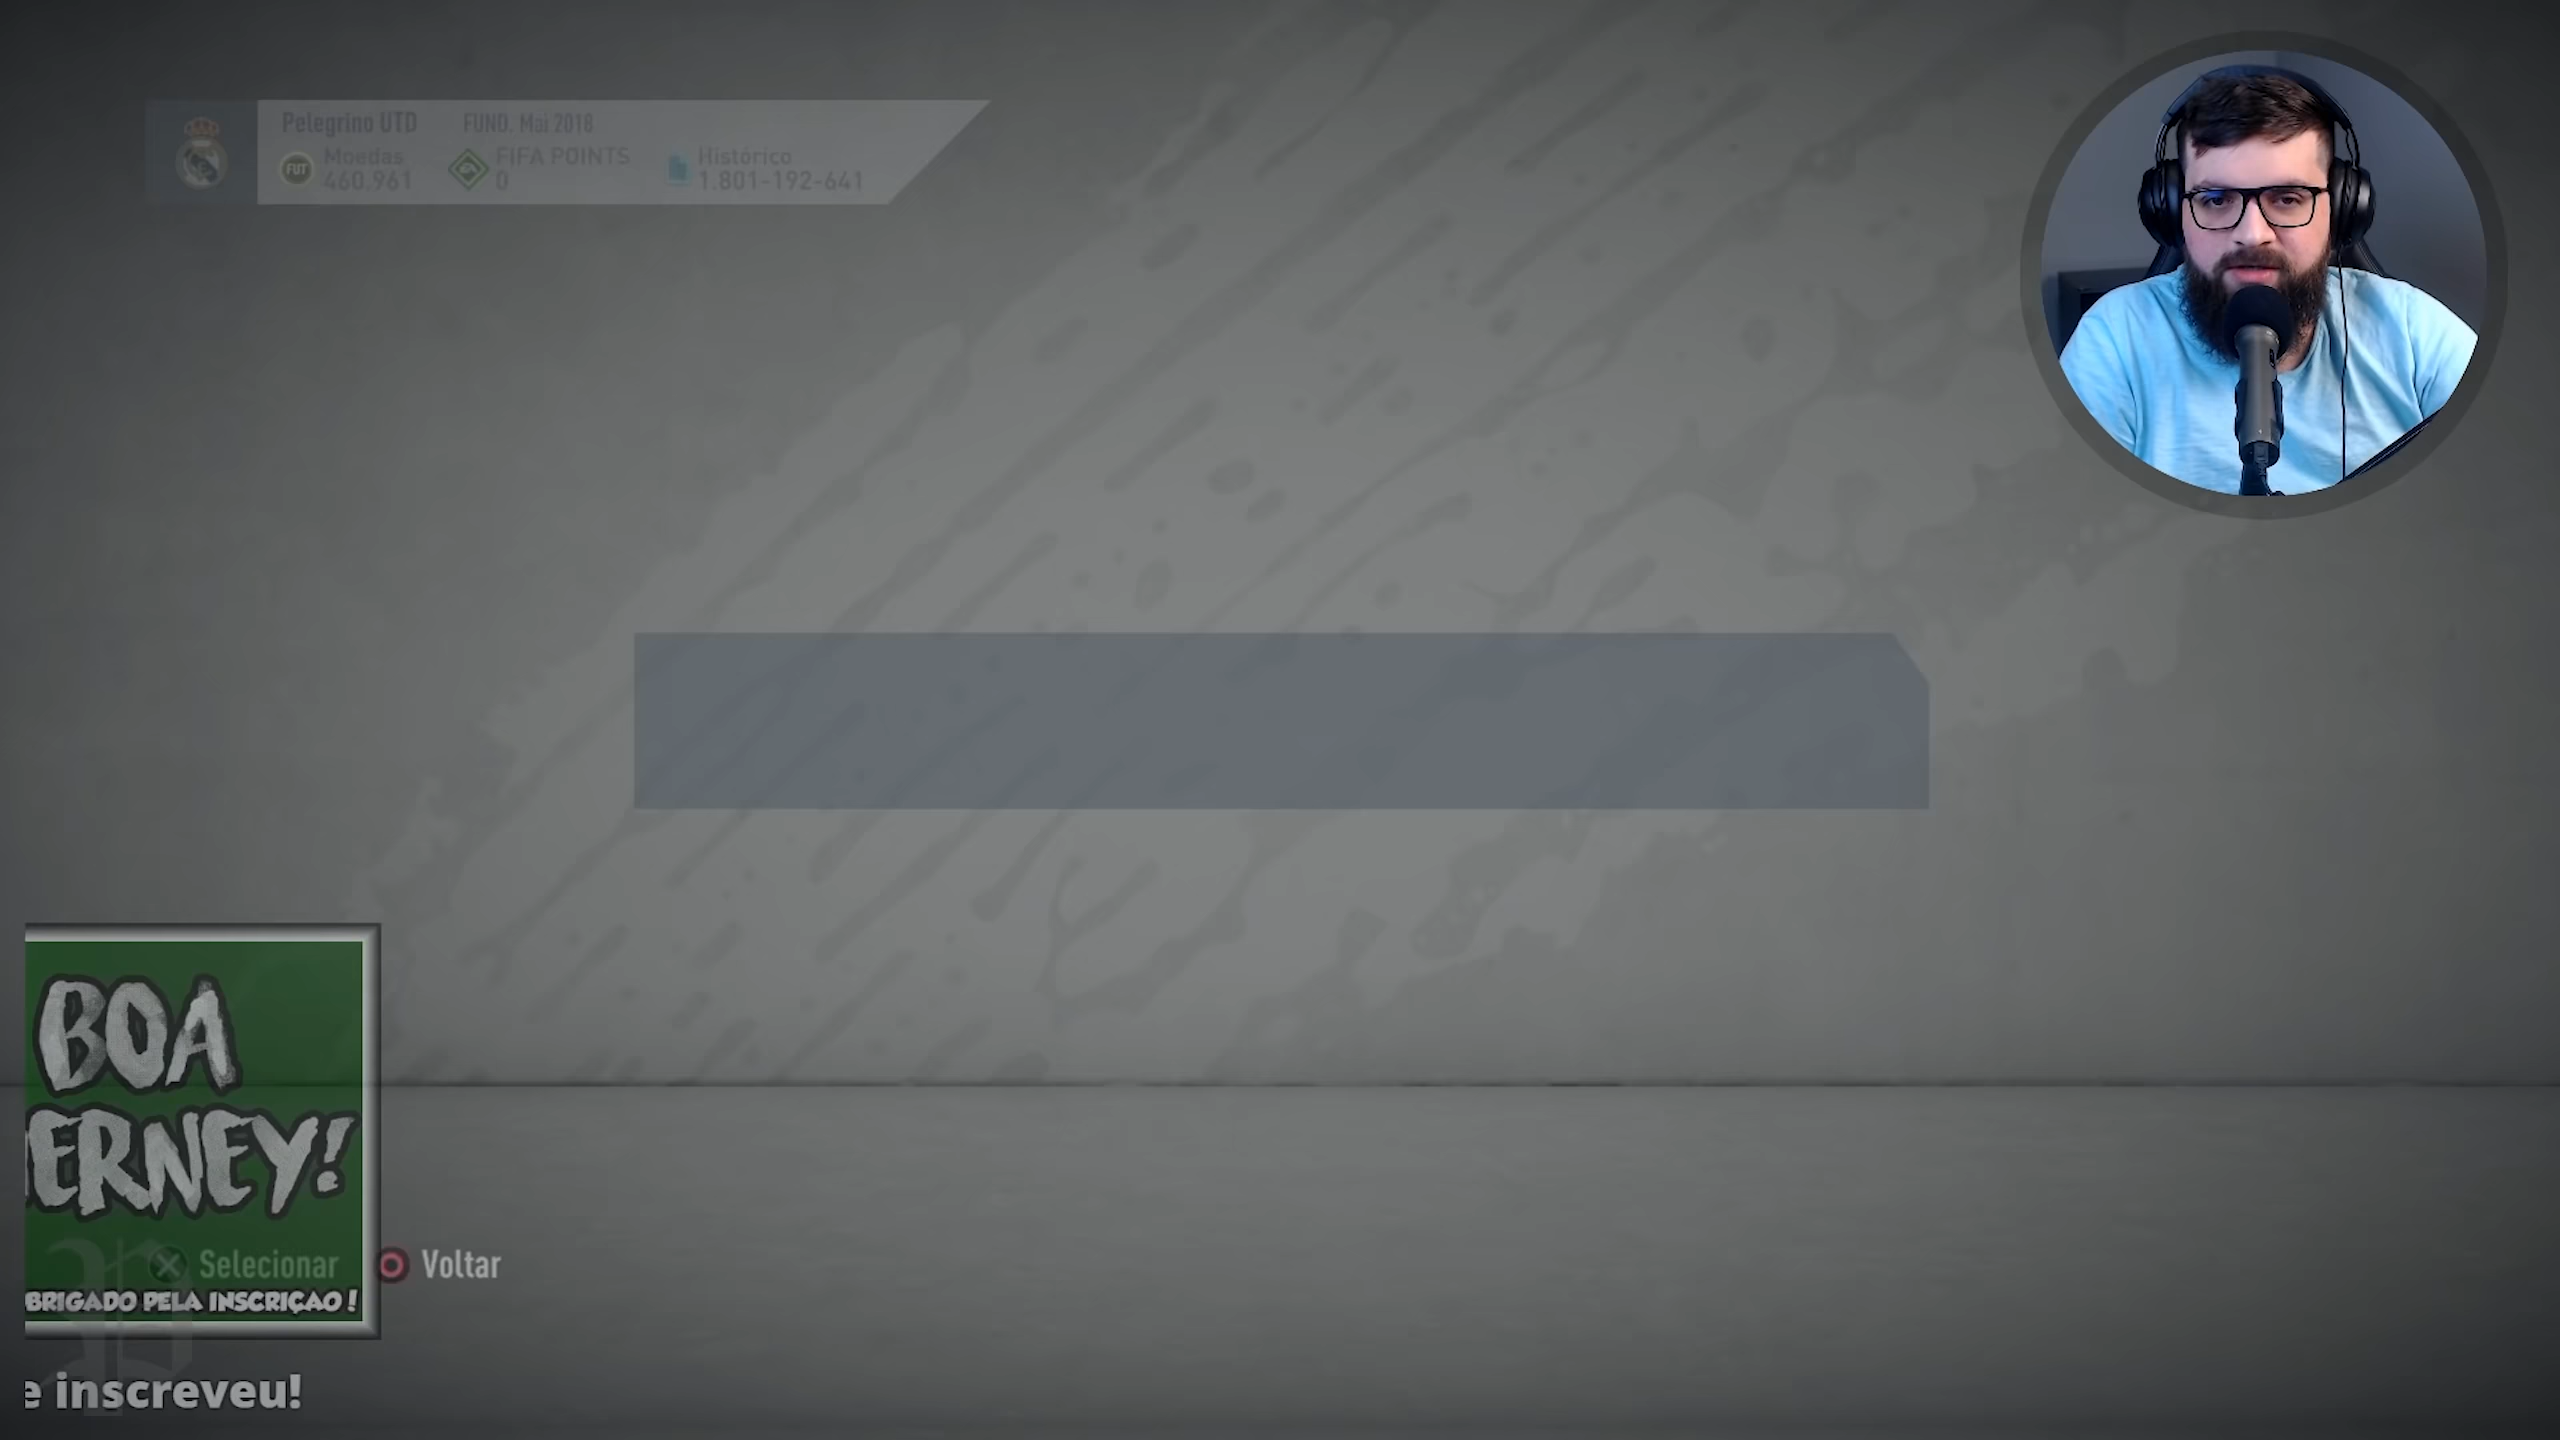 Pelegrino UTD FUND. Mai 2018
FUT Moedas FIFA POINTS Histórico
460.961 0 1.801-192-641
BOA
ERNEY!
Selecionar Voltar
BRIGADO PELA INSCRIÇAO!
e inscreveu!